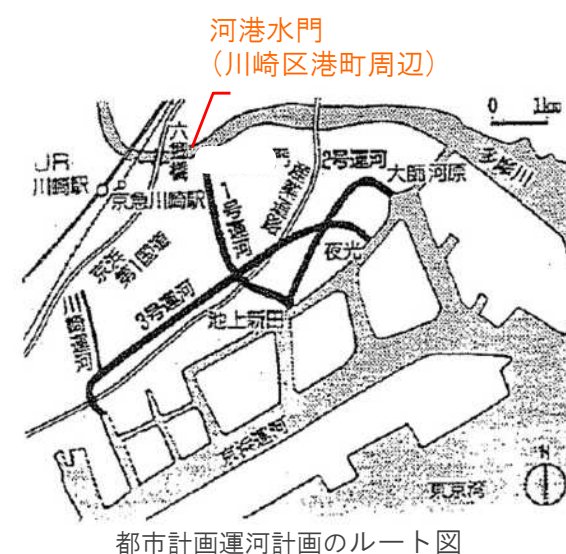 河港水門
（川崎区港町周辺）
0 1km
六郷橋
2号運河
多摩川
大師河原
JR
川崎駅
京急川崎駅
1号運河
夜光
京浜
第1国道
3号運河
池上新田
川崎運河
京浜運河
東京湾
N
都市計画運河計画のルート図